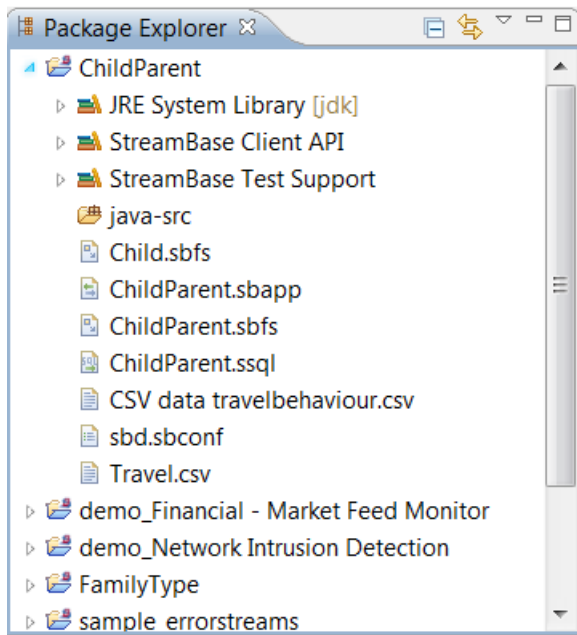 Package Explorer
ChildParent
JRE System Library [jdk]
StreamBase Client API
StreamBase Test Support
java-src
Child.sbfs
ChildParent.sbapp
ChildParent.sbfs
ChildParent.ssql
CSV data travelbehaviour.csv
sbd.sbconf
Travel.csv
demo_Financial - Market Feed Monitor
demo_Network Intrusion Detection
FamilyType
sample_errorstreams